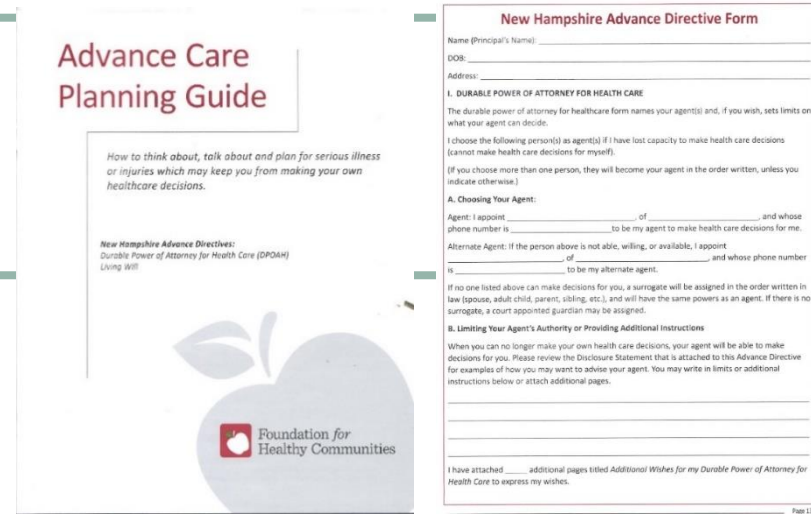 Advance Care
Planning Guide
How to think about, talk about and plan for serious illness
or injuries which may keep you from making your own
healthcare decisions.
New Hampshire Advance Directives:
Durable Power of Attorney for Health Care (DPOAH)
Living Will
Foundation for
Healthy Communities
New Hampshire Advance Directive Form
Name (Principal's Name):
DOB:
Address:
I. DURABLE POWER OF ATTORNEY FOR HEALTH CARE
The durable power of attorney for healthcare form names your agent(s) and, if you wish, sets limits on
what your agent can decide.
I choose the following person(s) as agent(s) if I have lost capacity to make health care decisions
(cannot make health care decisions for myself).
(If you choose more than one person, they will become your agent in the order written, unless you
indicate otherwise.)
A. Choosing Your Agent:
Agent: I appoint ____________________, of ____________________, and whose
phone number is ____________________ to be my agent to make health care decisions for me.
Alternate Agent: If the person above is not able, willing, or available, I appoint
____________________, of ____________________, and whose phone number
is ____________________ to be my alternate agent.
If no one listed above can make decisions for you, a surrogate will be assigned in the order written in
law (spouse, adult child, parent, sibling, etc.), and will have the same powers as an agent. If there is no
surrogate, a court appointed guardian may be assigned.
B. Limiting Your Agent's Authority or Providing Additional Instructions
When you can no longer make your own health care decisions, your agent will be able to make
decisions for you. Please review the Disclosure Statement that is attached to this Advance Directive
for examples of how you may want to advise your agent. You may write in limits or additional
instructions below or attach additional pages.
I have attached _____ additional pages titled Additional Wishes for my Durable Power of Attorney for
Health Care to express my wishes.